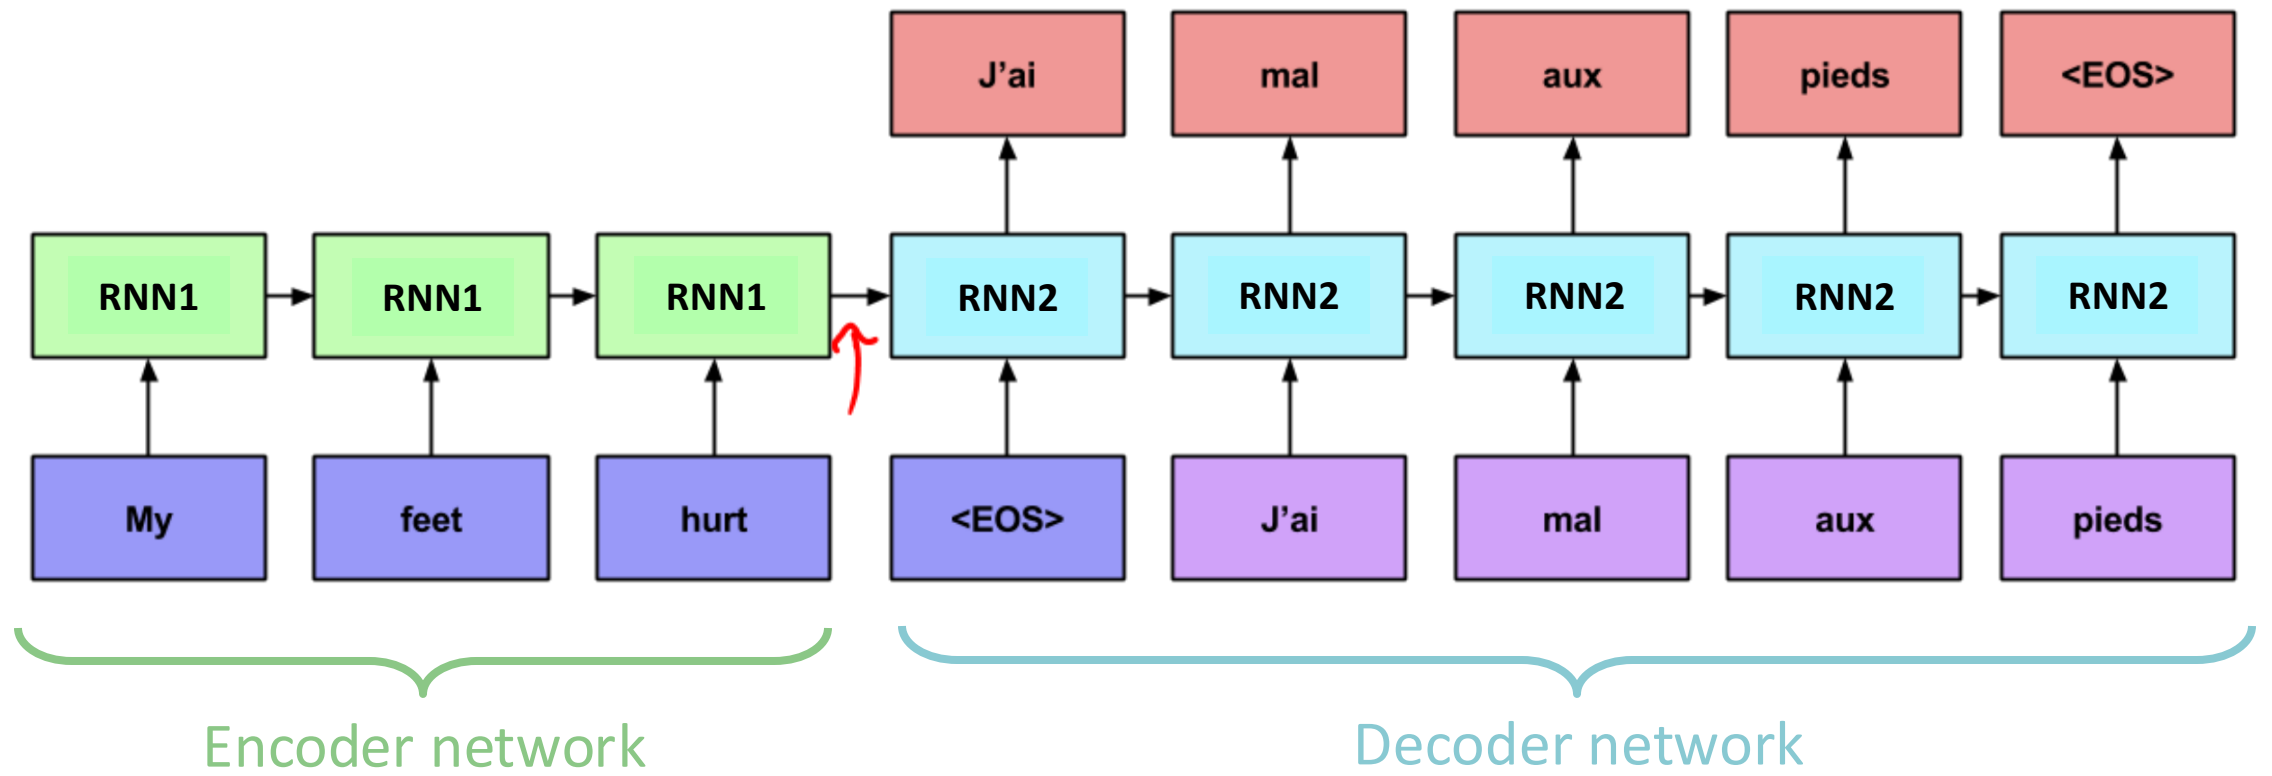 J'ai mal aux pieds <EOS>
RNN1 RNN1 RNN1 RNN2 RNN2 RNN2 RNN2 RNN2
My feet hurt <EOS> J'ai mal aux pieds
Encoder network Decoder network